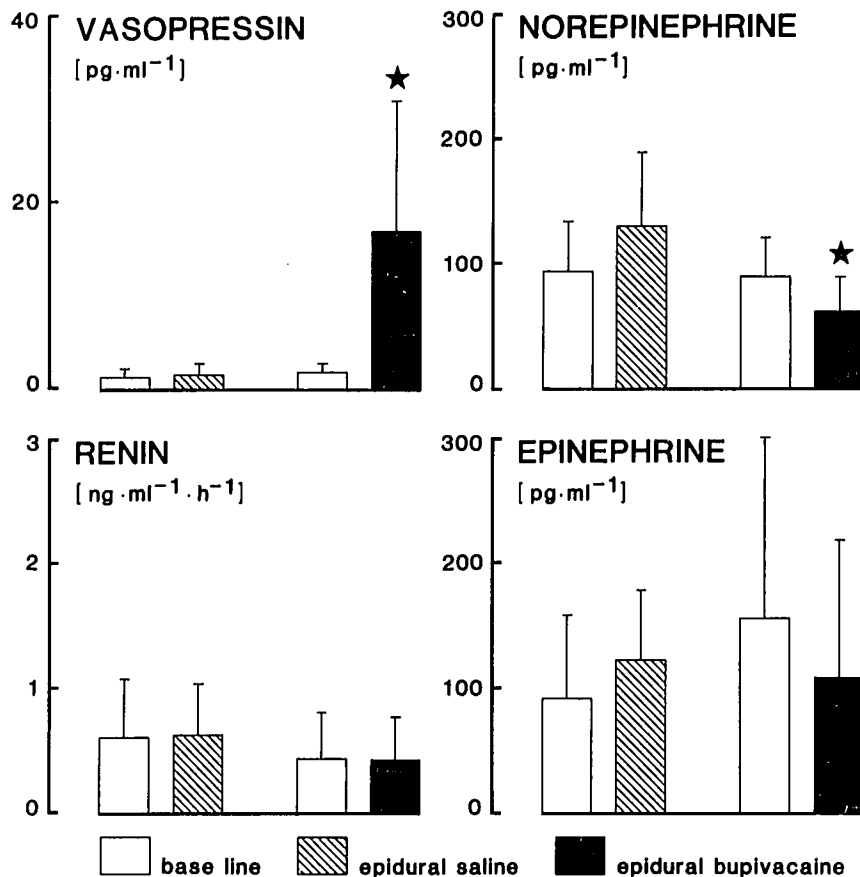 VASOPRESSIN
[pg·ml⁻¹]
40
20
0
★
NOREPINEPHRINE
[pg·ml⁻¹]
300
200
100
0
★
RENIN
[ng·ml⁻¹·h⁻¹]
3
2
1
0
EPINEPHRINE
[pg·ml⁻¹]
300
200
100
0
base line
epidural saline
epidural bupivacaine